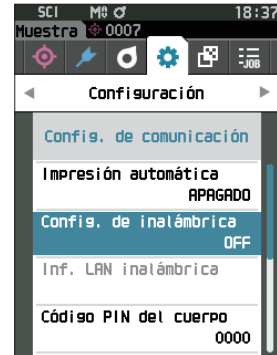 SCI M0 18:37
Muestra 0007
-JOB
Configuración
Config. de comunicación
Impresión automática
APAGADO
Config. de inalámbrica
OFF
Inf. LAN inalámbrica
Código PIN del cuerpo
0000